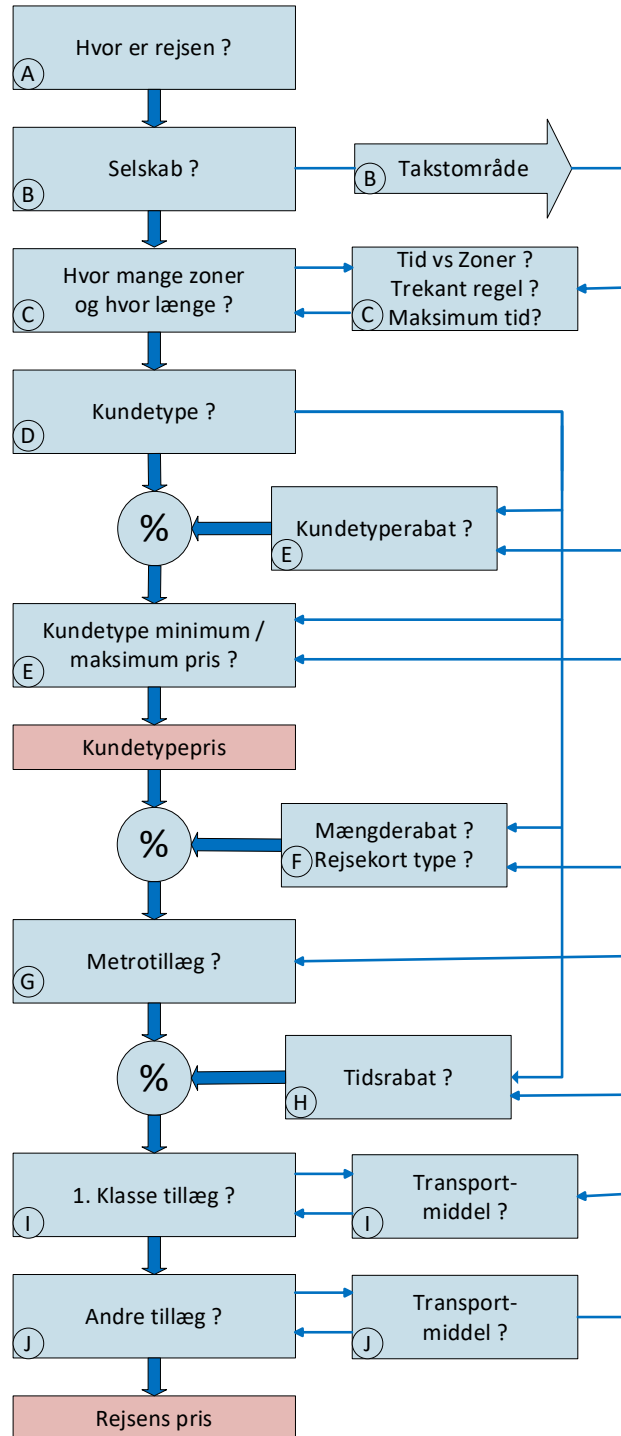 Hvor er rejsen ?
A
Selskab ?
B
Takstområde
B
Hvor mange zoner
og hvor længe ?
C
Tid vs Zoner ?
Trekant regel ?
Maksimum tid?
C
Kundetype ?
D
%
Kundetyperabat ?
E
Kundetype minimum /
maksimum pris ?
E
Kundetypepris
%
Mængderabat ?
Rejsekort type ?
F
Metrotillæg ?
G
%
Tidsrabat ?
H
1. Klasse tillæg ?
I
Transport-
middel ?
I
Andre tillæg ?
J
Transport-
middel ?
J
Rejsens pris